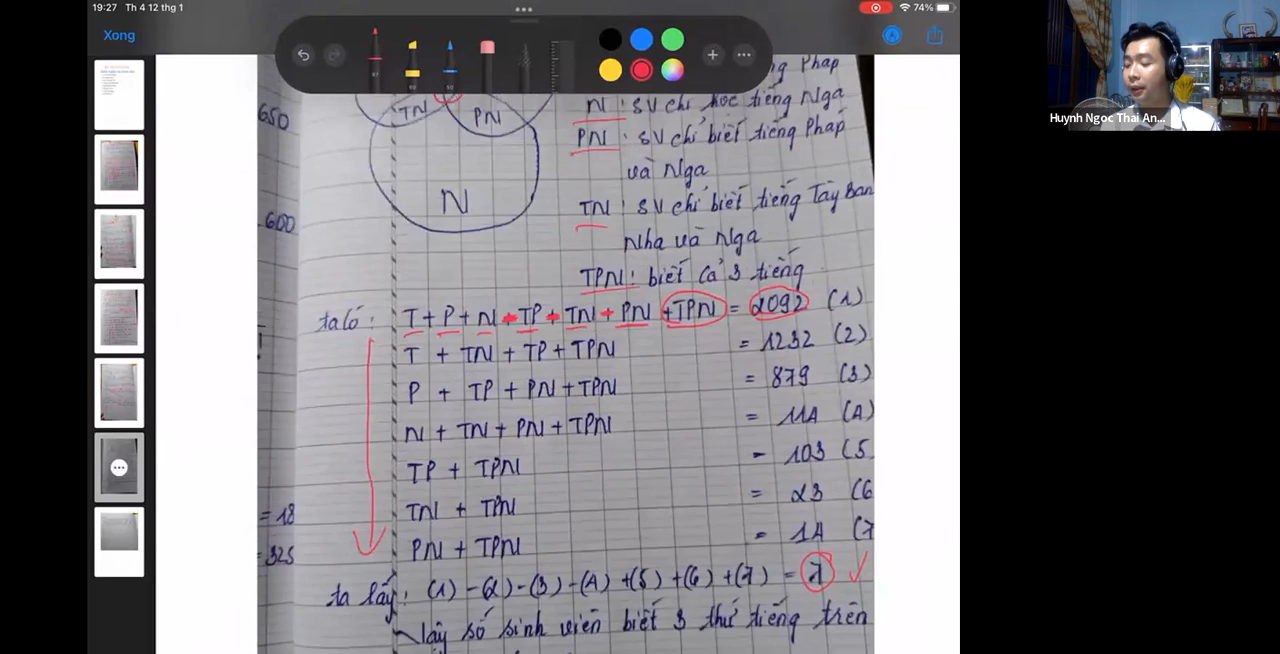 19:27 Th 4 12 thg 1
74%
Xong
Huynh Ngoc Thai An...
650
600
= 18
= 325
TN
PN
N
tiếng Pháp
N : SV chỉ học tiếng Nga
PN : SV chỉ biết tiếng Pháp
và Nga
TN : SV chỉ biết tiếng Tây Ban
Nha và Nga
TPN : biết cả 3 tiếng
ta có : T + P + N + TP + TN + PN + TPN = 2092 (1)
T + TN + TP + TPN = 1232 (2)
P + TP + PN + TPN = 879 (3)
N + TN + PN + TPN = 114 (4)
TP + TPN = 103 (5
TN + TPN = 23 (6
PN + TPN = 14 (7
ta lấy : (1) - (2) - (3) - (4) + (5) + (6) + (7) = 7
Vậy số sinh viên biết 3 thứ tiếng trên